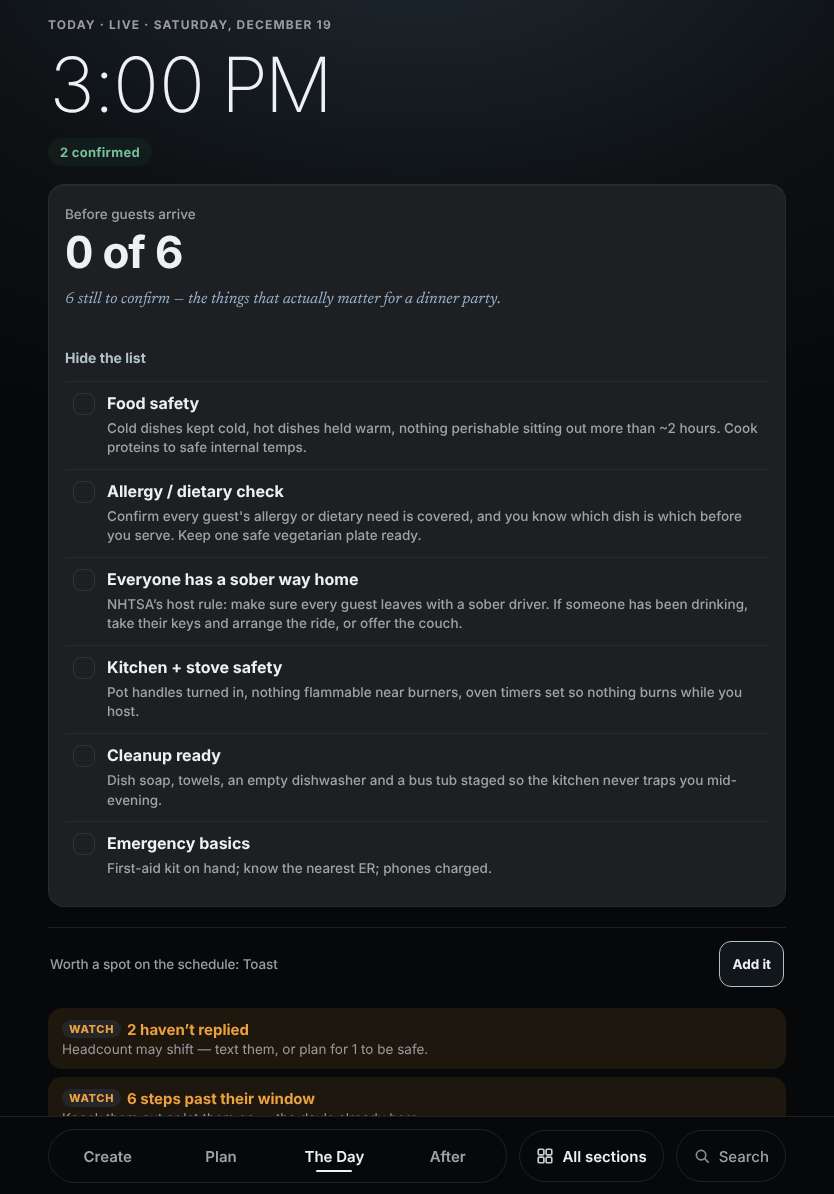 TODAY · LIVE · SATURDAY, DECEMBER 19
3:00 PM
2 confirmed
Before guests arrive
0 of 6
6 still to confirm — the things that actually matter for a dinner party.
Hide the list
Food safety
Cold dishes kept cold, hot dishes held warm, nothing perishable sitting out more than ~2 hours. Cook
proteins to safe internal temps.
Allergy / dietary check
Confirm every guest's allergy or dietary need is covered, and you know which dish is which before
you serve. Keep one safe vegetarian plate ready.
Everyone has a sober way home
NHTSA’s host rule: make sure every guest leaves with a sober driver. If someone has been drinking,
take their keys and arrange the ride, or offer the couch.
Kitchen + stove safety
Pot handles turned in, nothing flammable near burners, oven timers set so nothing burns while you
host.
Cleanup ready
Dish soap, towels, an empty dishwasher and a bus tub staged so the kitchen never traps you mid-
evening.
Emergency basics
First-aid kit on hand; know the nearest ER; phones charged.
Worth a spot on the schedule: Toast
Add it
WATCH 2 haven’t replied
Headcount may shift — text them, or plan for 1 to be safe.
WATCH 6 steps past their window
Create
Plan
The Day
After
All sections
Search